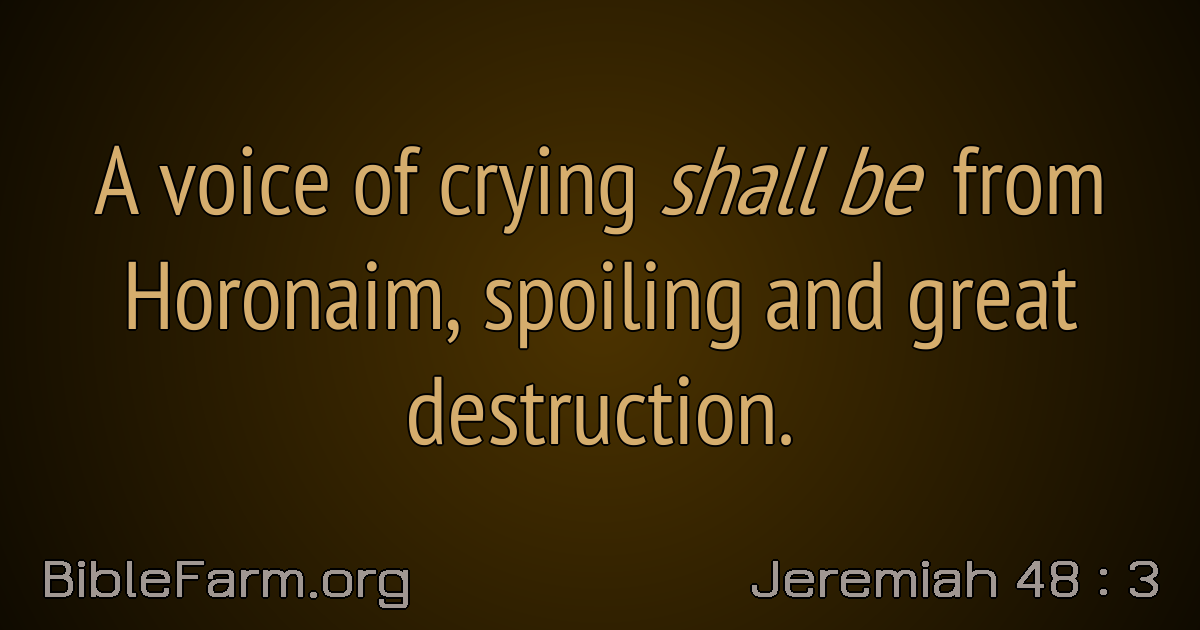 A voice of crying shall be from
Horonaim, spoiling and great
destruction.
BibleFarm.org
Jeremiah 48 : 3